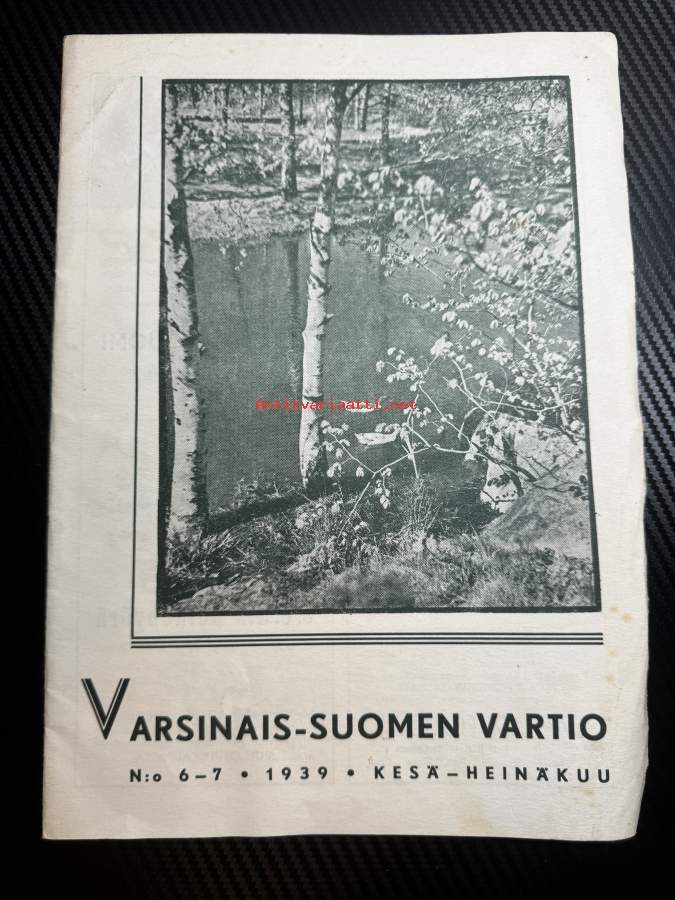 antikvariaatti.net
VARSINAIS-SUOMEN VARTIO
N:o 6-7 • 1939 • KESÄ-HEINÄKUU